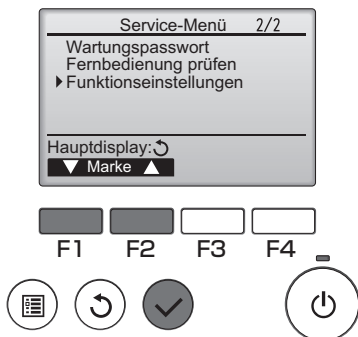 Service-Menü 2/2
Wartungspasswort
Fernbedienung prüfen
Funktionseinstellungen
Hauptdisplay:
Marke
F1 F2 F3 F4